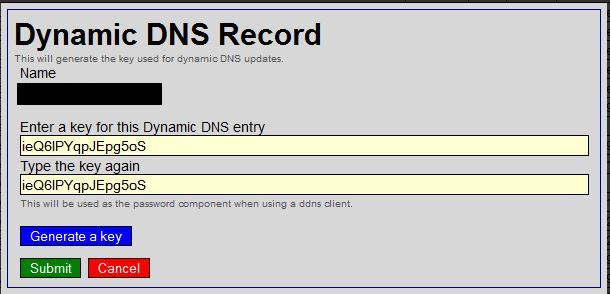 Dynamic DNS Record
This will generate the key used for dynamic DNS updates.
Name
Enter a key for this Dynamic DNS entry
ieQ6lPYqpJEpg5oS
Type the key again
ieQ6lPYqpJEpg5oS
This will be used as the password component when using a ddns client.
Generate a key
Submit Cancel